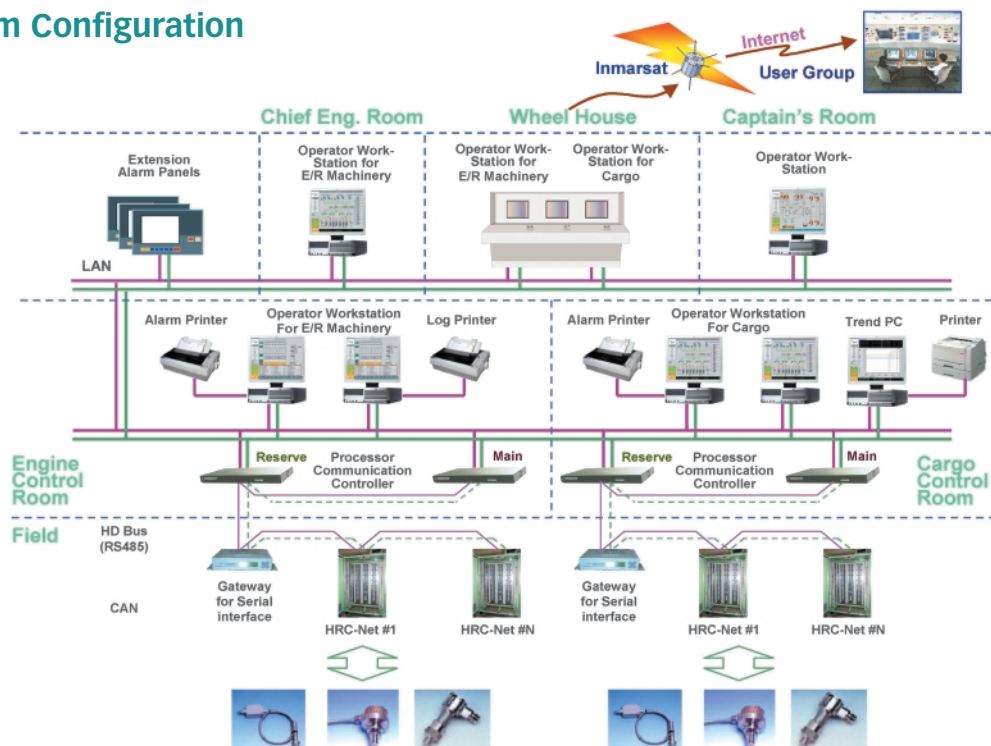 m Configuration
Internet
Inmarsat
User Group
Chief Eng. Room
Wheel House
Captain's Room
Extension
Alarm Panels
Operator Work-
Station for
E/R Machinery
Operator Work-
Station for
E/R Machinery
Operator Work-
Station for
Cargo
Operator Work-
Station
LAN
Alarm Printer
Operator Workstation
For E/R Machinery
Log Printer
Alarm Printer
Operator Workstation
For Cargo
Trend PC
Printer
Engine
Control
Room
Reserve
Processor
Communication
Controller
Main
Reserve
Processor
Communication
Controller
Main
Cargo
Control
Room
Field
HD Bus
(RS485)
CAN
Gateway
for Serial
interface
HRC-Net #1
HRC-Net #N
Gateway
for Serial
interface
HRC-Net #1
HRC-Net #N